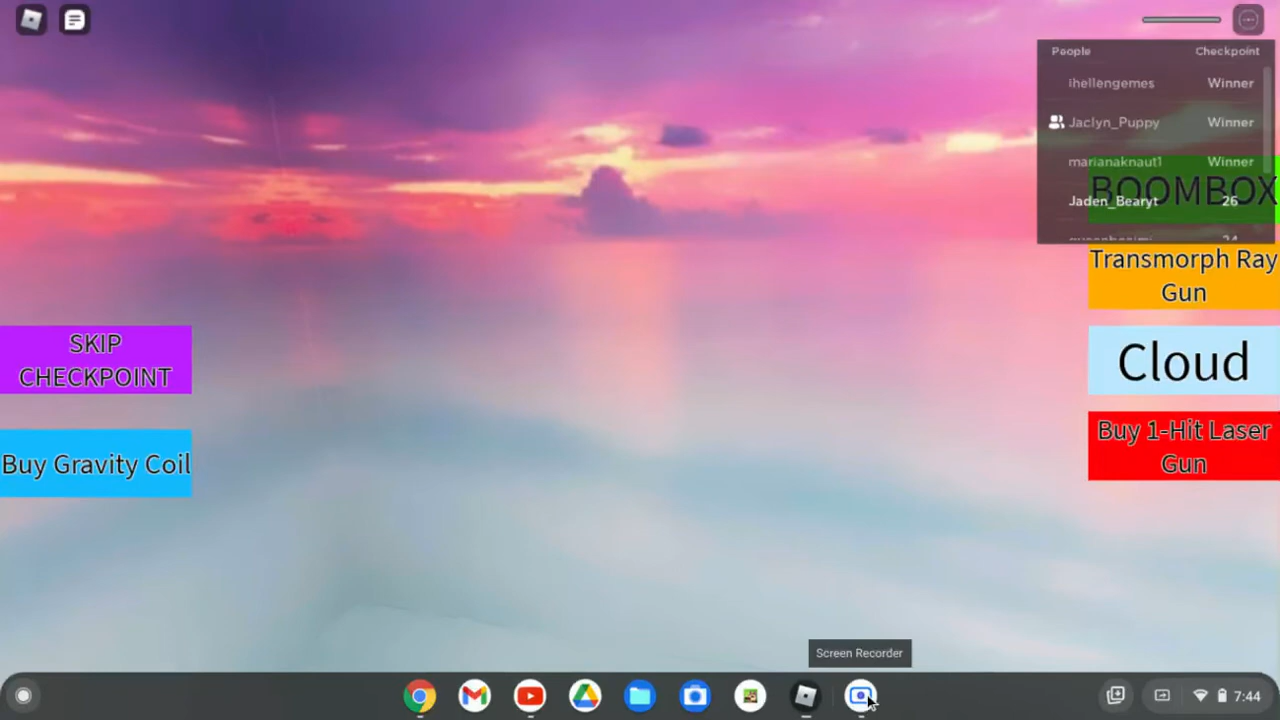 People Checkpoint
ihellengemes Winner
Jaclyn_Puppy Winner
marianaknaut1 Winner
BOOMBOX
Jaden_Bearyt 26
24
Transmorph Ray
Gun
SKIP
CHECKPOINT
Cloud
Buy 1-Hit Laser
Gun
Buy Gravity Coil
Screen Recorder
7:44